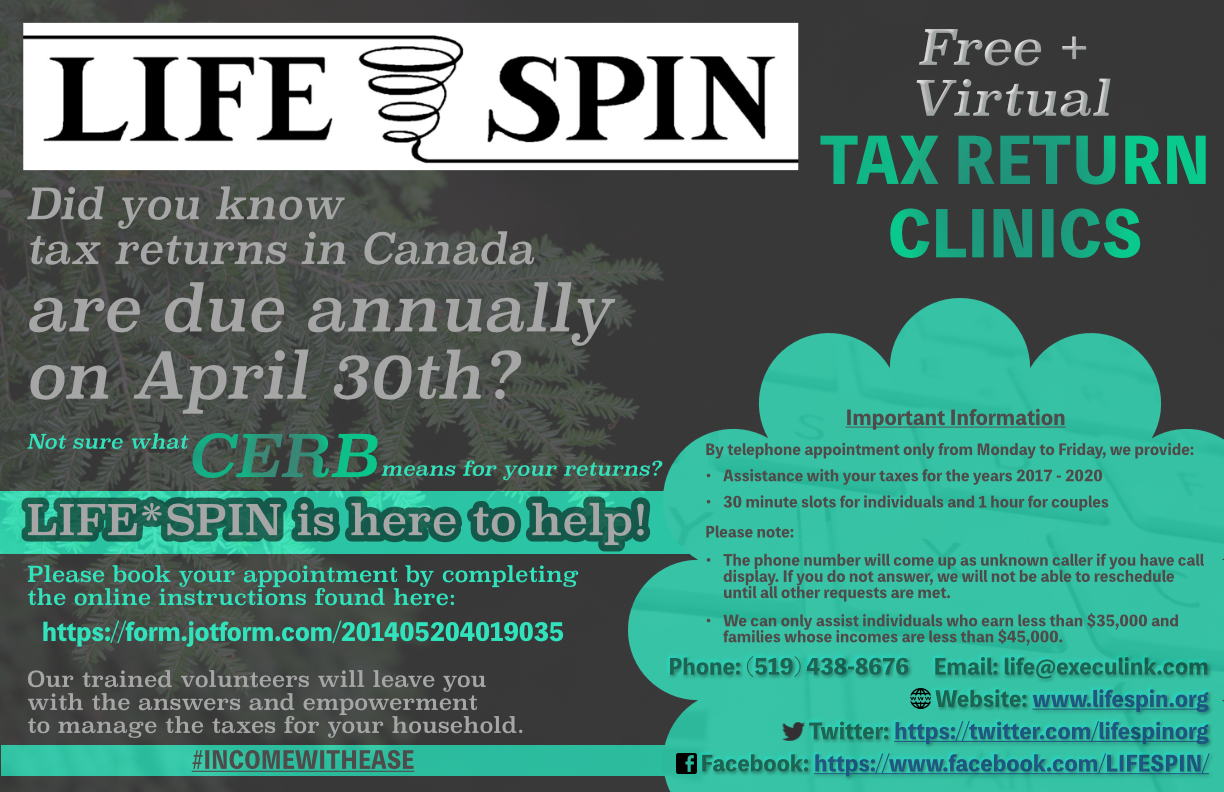 LIFE SPIN
Free +
Virtual
TAX RETURN
CLINICS
Did you know
tax returns in Canada
are due annually
on April 30th?
Not sure what CERB means for your returns?
LIFE*SPIN is here to help!
Please book your appointment by completing
the online instructions found here:
https://form.jotform.com/201405204019035
Our trained volunteers will leave you
with the answers and empowerment
to manage the taxes for your household.
#INCOMEWITHEASE
Important Information
By telephone appointment only from Monday to Friday, we provide:
• Assistance with your taxes for the years 2017 - 2020
• 30 minute slots for individuals and 1 hour for couples
Please note:
• The phone number will come up as unknown caller if you have call
display. If you do not answer, we will not be able to reschedule
until all other requests are met.
• We can only assist individuals who earn less than $35,000 and
families whose incomes are less than $45,000.
Phone: (519) 438-8676 Email: life@execulink.com
Website: www.lifespin.org
Twitter: https://twitter.com/lifespinorg
Facebook: https://www.facebook.com/LIFESPIN/